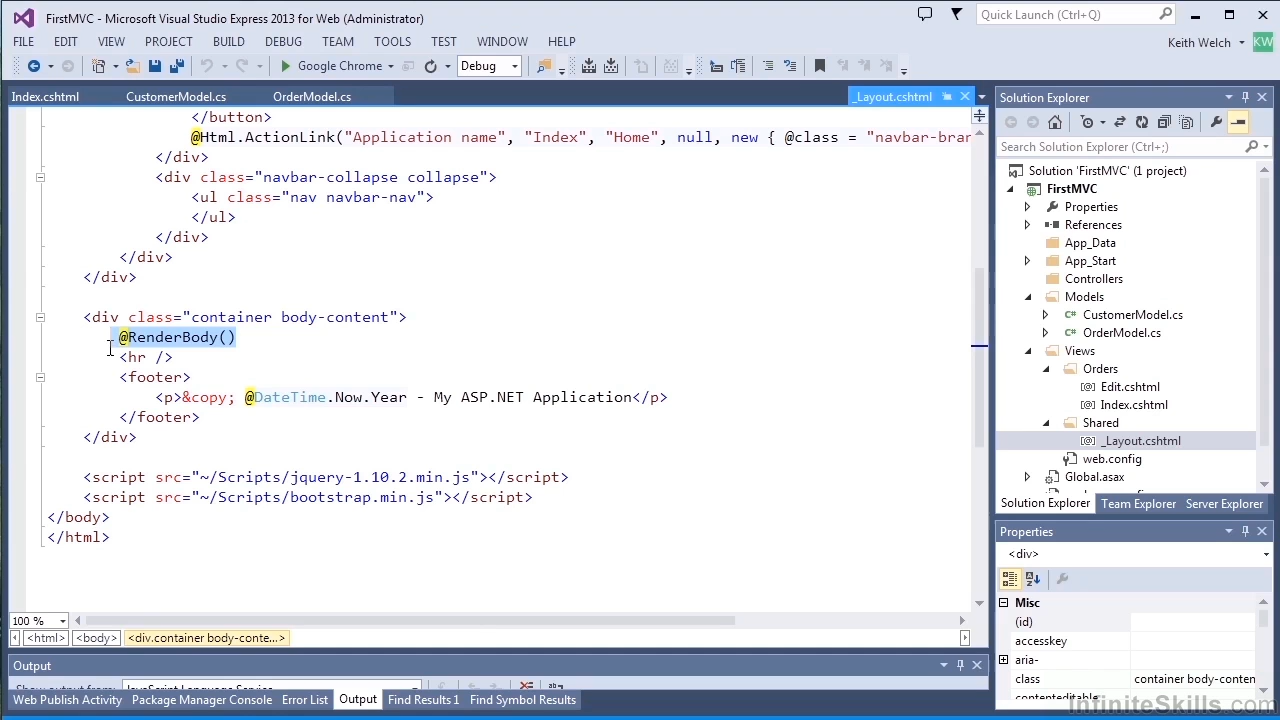 FirstMVC - Microsoft Visual Studio Express 2013 for Web (Administrator)
Quick Launch (Ctrl+Q)
FILE EDIT VIEW PROJECT BUILD DEBUG TEAM TOOLS TEST WINDOW HELP
Keith Welch KW
Google Chrome Debug
Index.cshtml CustomerModel.cs OrderModel.cs _Layout.cshtml
</button>
@Html.ActionLink("Application name", "Index", "Home", null, new { @class = "navbar-bran
</div>
<div class="navbar-collapse collapse">
<ul class="nav navbar-nav">
</ul>
</div>
</div>
</div>
<div class="container body-content">
@RenderBody()
<hr />
<footer>
<p>&copy; @DateTime.Now.Year - My ASP.NET Application</p>
</footer>
</div>
<script src="~/Scripts/jquery-1.10.2.min.js"></script>
<script src="~/Scripts/bootstrap.min.js"></script>
</body>
</html>
100 %
<html> <body> <div.container body-conte...>
Output
Show output from: JavaScript Language Service
Web Publish Activity Package Manager Console Error List Output Find Results 1 Find Symbol Results
Solution Explorer
Search Solution Explorer (Ctrl+;)
Solution 'FirstMVC' (1 project)
FirstMVC
Properties
References
App_Data
App_Start
Controllers
Models
CustomerModel.cs
OrderModel.cs
Views
Orders
Edit.cshtml
Index.cshtml
Shared
_Layout.cshtml
web.config
Global.asax
Solution Explorer Team Explorer Server Explorer
Properties
<div>
Misc
(id)
accesskey
aria-
class container body-conten
contenteditable
InfiniteSkills.com